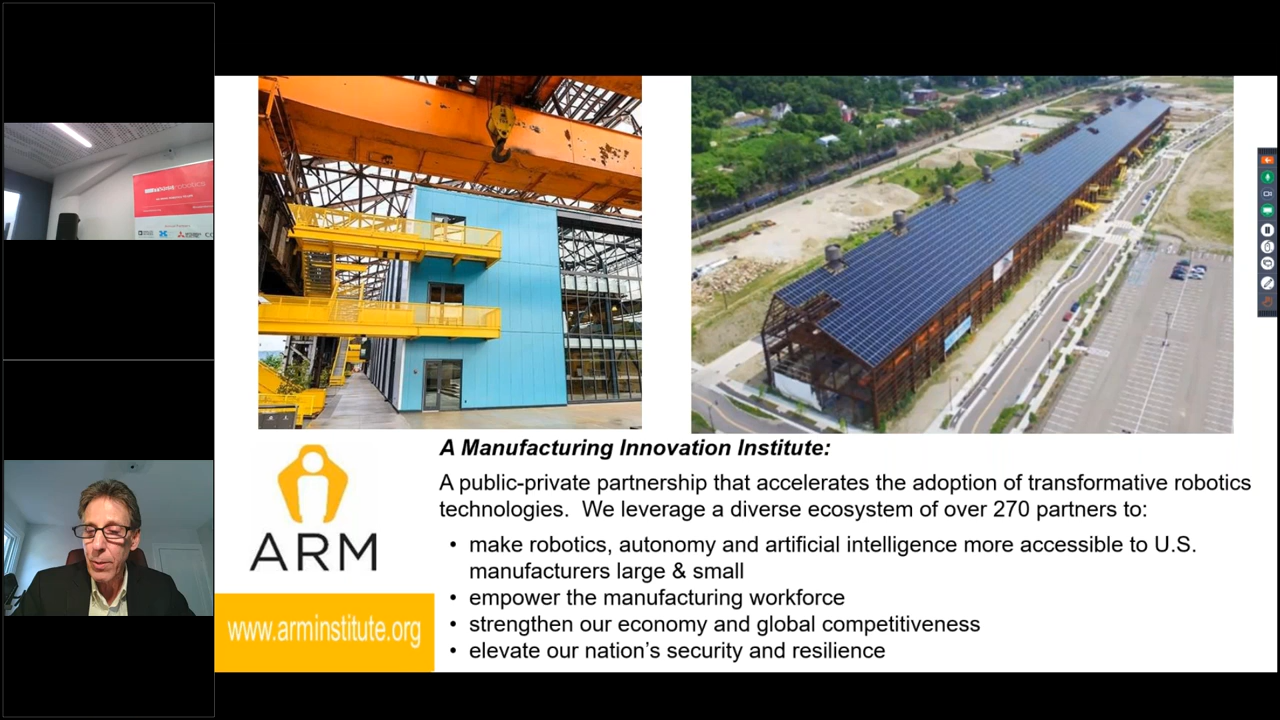 robotics
A Manufacturing Innovation Institute:
A public-private partnership that accelerates the adoption of transformative robotics
technologies. We leverage a diverse ecosystem of over 270 partners to:
• make robotics, autonomy and artificial intelligence more accessible to U.S.
manufacturers large & small
• empower the manufacturing workforce
• strengthen our economy and global competitiveness
• elevate our nation's security and resilience
ARM
www.arminstitute.org